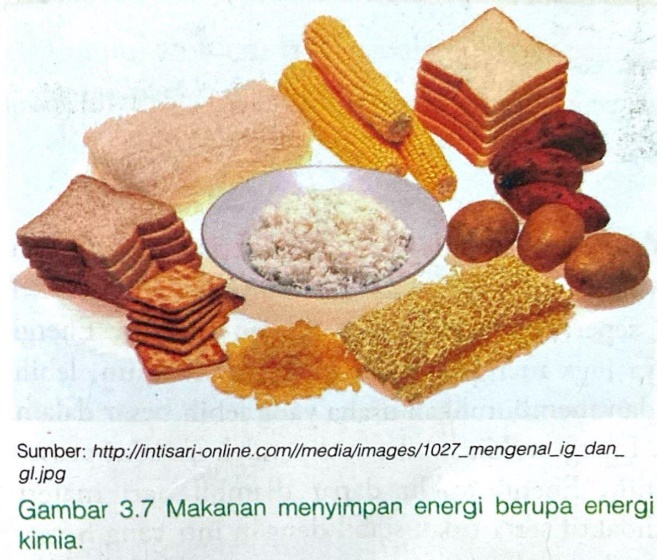 Sumber: http://intisari-online.com//media/images/1027_mengenal_ig_dan_
gl.jpg
Gambar 3.7 Makanan menyimpan energi berupa energi
kimia.